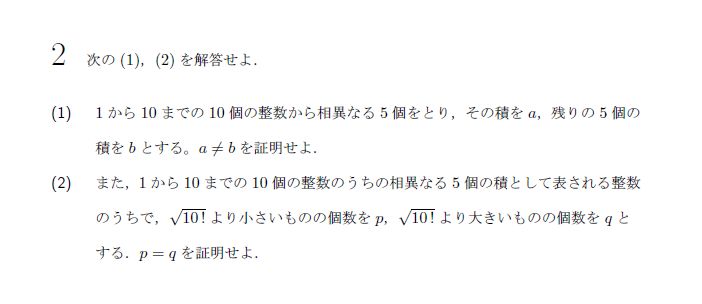 2 次の (1), (2) を解答せよ.
(1) 1 から 10 までの 10 個の整数から相異なる 5 個をとり, その積を a, 残りの 5 個の
積を b とする。a ≠ b を証明せよ.
(2) また, 1 から 10 までの 10 個の整数のうちの相異なる 5 個の積として表される整数
のうちで, √10! より小さいものの個数を p, √10! より大きいものの個数を q と
する. p = q を証明せよ.